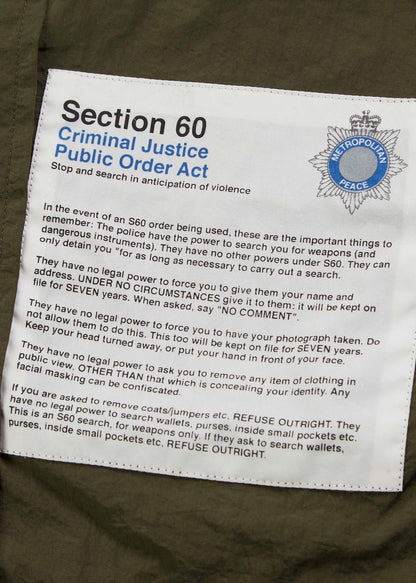 Section 60
Criminal Justice
Public Order Act
Stop and search in anticipation of violence
METROPOLITAN
PEACE
In the event of an S60 order being used, these are the important things to
remember: The police have the power to search you for weapons (and
dangerous instruments). They have no other powers under S60. They can
only detain you "for as long as necessary to carry out a search.
They have no legal power to force you to give them your name and
address. UNDER NO CIRCUMSTANCES give it to them: it will be kept on
file for SEVEN years. When asked, say "NO COMMENT".
They have no legal power to force you to have your photograph taken. Do
not allow them to do this. This too will be kept on file for SEVEN years.
Keep your head turned away, or put your hand in front of your face.
They have no legal power to ask you to remove any item of clothing in
public view, OTHER THAN that which is concealing your identity. Any
facial masking can be confiscated.
If you are asked to remove coats/jumpers etc, REFUSE OUTRIGHT. They
have no legal power to search wallets, purses, inside small pockets etc.
This is an S60 search, for weapons only. If they ask to search wallets,
purses, inside small pockets etc, REFUSE OUTRIGHT.